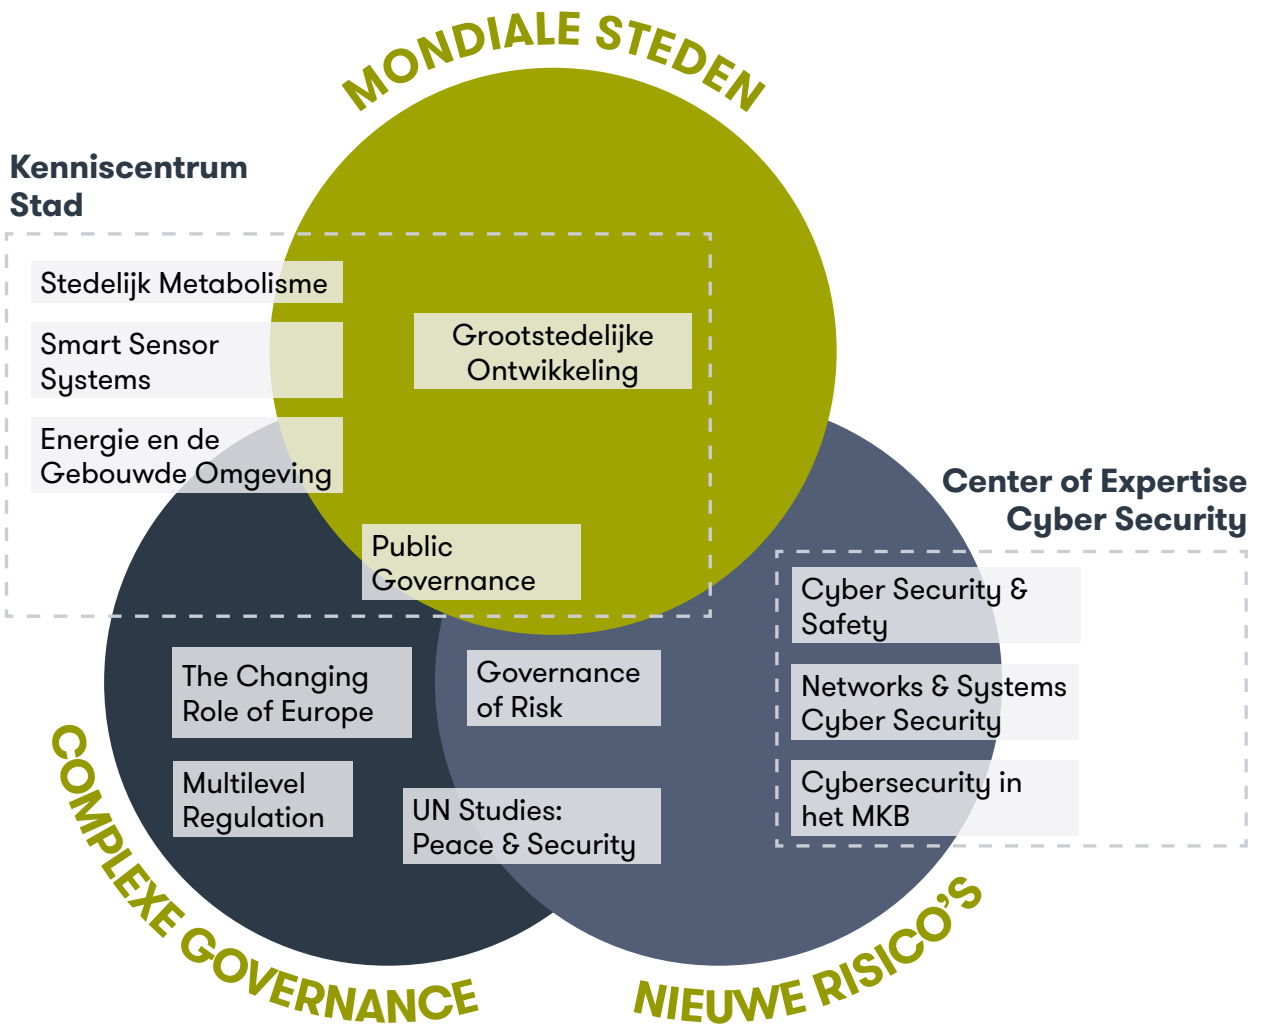 MONDIALE STEDEN
Kenniscentrum
Stad
Stedelijk Metabolisme
Smart Sensor
Systems
Energie en de
Gebouwde Omgeving
Grootstedelijke
Ontwikkeling
Public
Governance
Center of Expertise
Cyber Security
Cyber Security &
Safety
Networks & Systems
Cyber Security
Cybersecurity in
het MKB
The Changing
Role of Europe
Governance
of Risk
Multilevel
Regulation
UN Studies:
Peace & Security
COMPLEXE GOVERNANCE
NIEUWE RISICO’S